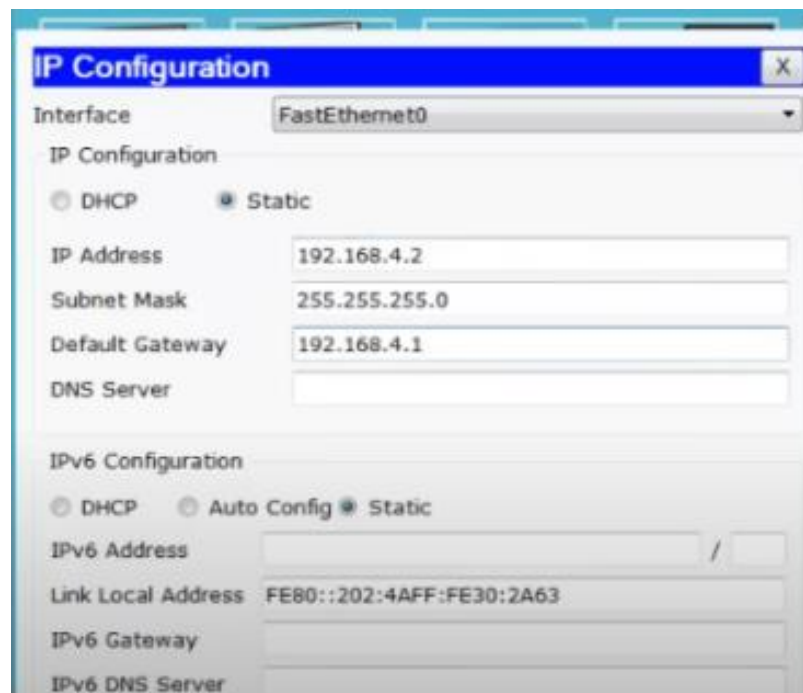 IP Configuration X
Interface FastEthernet0
IP Configuration
DHCP Static
IP Address 192.168.4.2
Subnet Mask 255.255.255.0
Default Gateway 192.168.4.1
DNS Server
IPv6 Configuration
DHCP Auto Config Static
IPv6 Address /
Link Local Address FE80::202:4AFF:FE30:2A63
IPv6 Gateway
IPv6 DNS Server